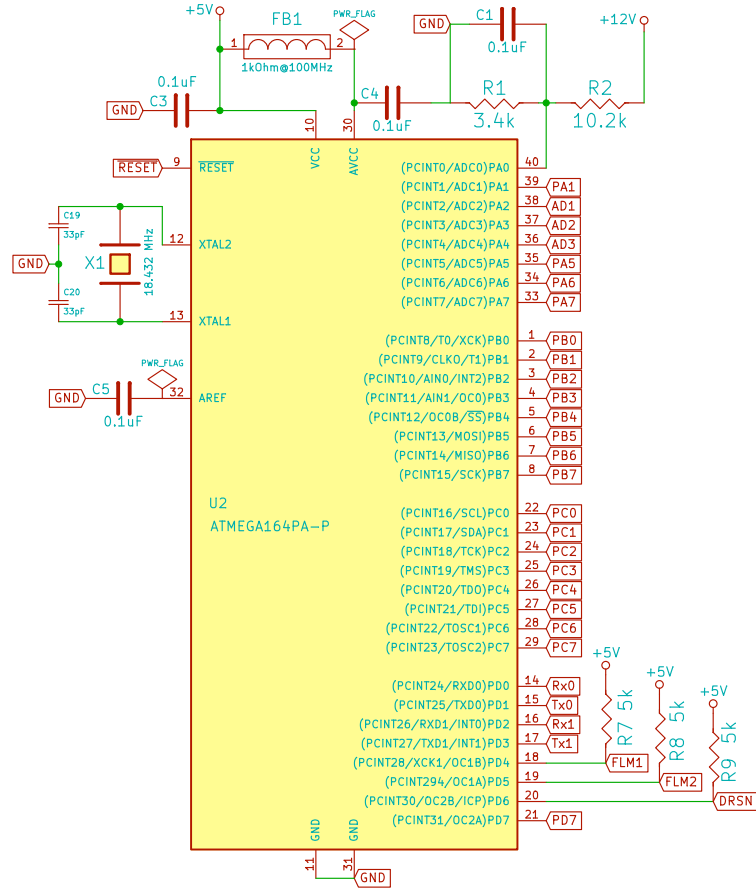 +5V
FB1
PWR_FLAG
1
2
1kOhm@100MHz
GND
C1
0.1uF
+12V
0.1uF
GND
C3
C4
0.1uF
R1
3.4k
R2
10.2k
10
30
VCC
AVCC
RESET
9
RESET
C19
33pF
12
XTAL2
GND
X1
18.432 MHz
C20
33pF
13
XTAL1
PWR_FLAG
GND
C5
0.1uF
32
AREF
U2
ATMEGA164PA-P
(PCINT0/ADC0)PA0 40
(PCINT1/ADC1)PA1 39 PA1
(PCINT2/ADC2)PA2 38 AD1
(PCINT3/ADC3)PA3 37 AD2
(PCINT4/ADC4)PA4 36 AD3
(PCINT5/ADC5)PA5 35 PA5
(PCINT6/ADC6)PA6 34 PA6
(PCINT7/ADC7)PA7 33 PA7
(PCINT8/T0/XCK)PB0 1 PB0
(PCINT9/CLKO/T1)PB1 2 PB1
(PCINT10/AIN0/INT2)PB2 3 PB2
(PCINT11/AIN1/OC0)PB3 4 PB3
(PCINT12/OC0B/SS)PB4 5 PB4
(PCINT13/MOSI)PB5 6 PB5
(PCINT14/MISO)PB6 7 PB6
(PCINT15/SCK)PB7 8 PB7
(PCINT16/SCL)PC0 22 PC0
(PCINT17/SDA)PC1 23 PC1
(PCINT18/TCK)PC2 24 PC2
(PCINT19/TMS)PC3 25 PC3
(PCINT20/TDO)PC4 26 PC4
(PCINT21/TDI)PC5 27 PC5
(PCINT22/TOSC1)PC6 28 PC6
(PCINT23/TOSC2)PC7 29 PC7
(PCINT24/RXD0)PD0 14 Rx0
(PCINT25/TXD0)PD1 15 Tx0
(PCINT26/RXD1/INT0)PD2 16 Rx1
(PCINT27/TXD1/INT1)PD3 17 Tx1
(PCINT28/XCK1/OC1B)PD4 18 FLM1
(PCINT294/OC1A)PD5 19 FLM2
(PCINT30/OC2B/ICP)PD6 20 DRSN
(PCINT31/OC2A)PD7 21 PD7
+5V
R7 5k
+5V
R8 5k
+5V
R9 5k
GND
GND
11
31
GND